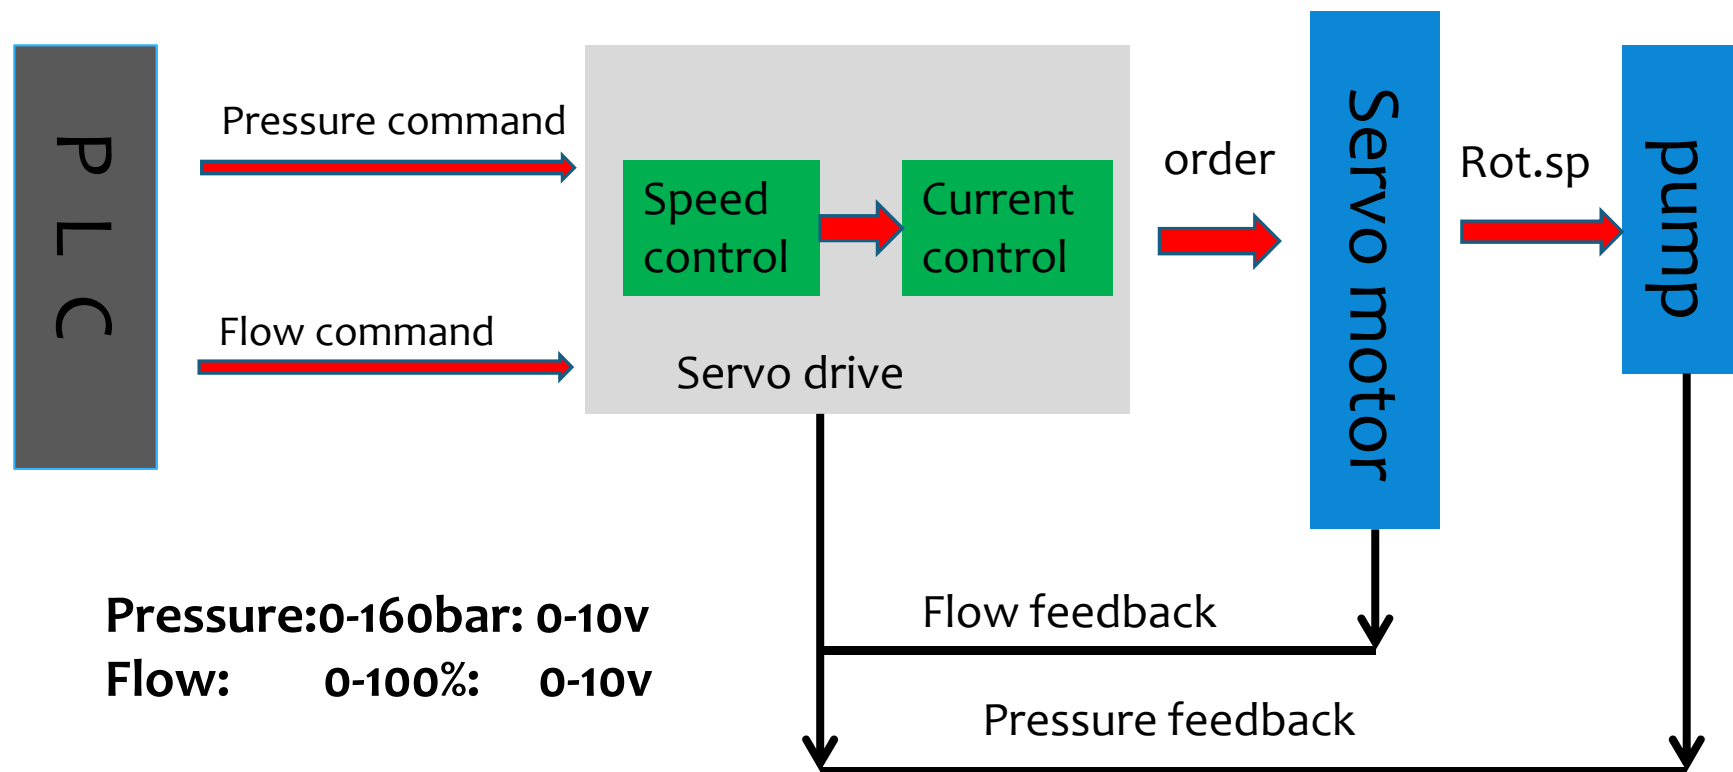 P L C
Pressure command
Flow command
Speed
control
Current
control
Servo drive
order
Servo motor
Rot.sp
pump
Flow feedback
Pressure feedback
Pressure:0-160bar: 0-10v
Flow: 0-100%: 0-10v